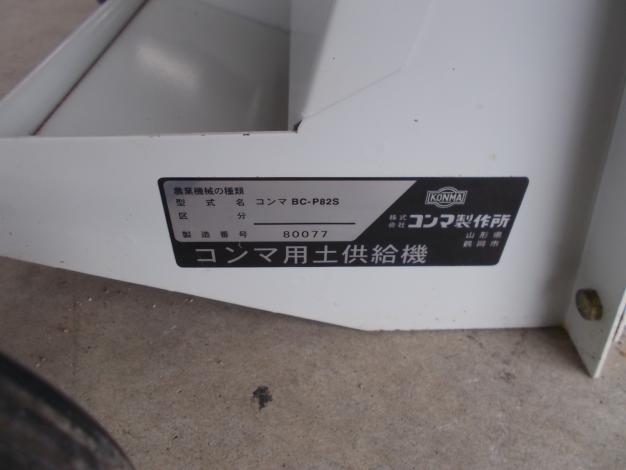 農業機械の種類
型式名 コンマ BC-P82S
区分
製造番号 80077
コンマ用土供給機
KONMA
株式会社 コンマ製作所
山形県
鶴岡市